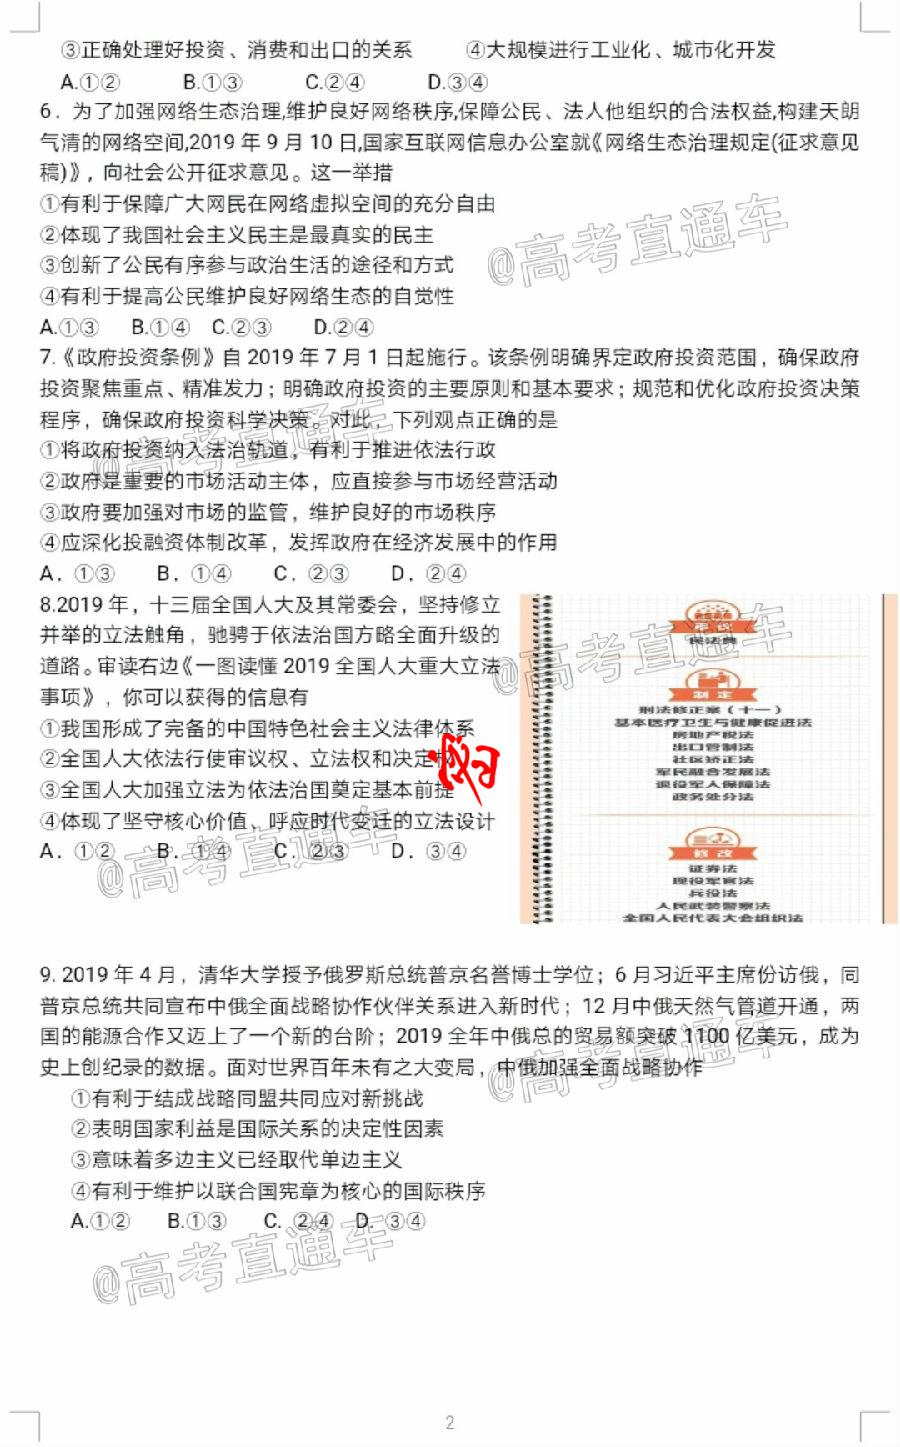 ③正确处理好投资、消费和出口的关系 ④大规模进行工业化、城市化开发
A.①② B.①③ C.②④ D.③④
6．为了加强网络生态治理,维护良好网络秩序,保障公民、法人他组织的合法权益,构建天朗
气清的网络空间,2019 年 9 月 10 日,国家互联网信息办公室就《网络生态治理规定(征求意见
稿)》，向社会公开征求意见。这一举措
①有利于保障广大网民在网络虚拟空间的充分自由
②体现了我国社会主义民主是最真实的民主
③创新了公民有序参与政治生活的途径和方式
④有利于提高公民维护良好网络生态的自觉性
@高考直通车
A.①③ B.①④ C.②③ D.②④
7.《政府投资条例》自 2019 年 7 月 1 日起施行。该条例明确界定政府投资范围，确保政府
投资聚焦重点、精准发力；明确政府投资的主要原则和基本要求；规范和优化政府投资决策
程序，确保政府投资科学决策。对此，下列观点正确的是
@高考直通车
①将政府投资纳入法治轨道，有利于推进依法行政
②政府是重要的市场活动主体，应直接参与市场经营活动
③政府要加强对市场的监管，维护良好的市场秩序
④应深化投融资体制改革，发挥政府在经济发展中的作用
A．①③ B．①④ C．②③ D．②④
8.2019 年，十三届全国人大及其常委会，坚持修立
并举的立法触角，驰骋于依法治国方略全面升级的
道路。审读右边《一图读懂 2019 全国人大重大立法
事项》，你可以获得的信息有
①我国形成了完备的中国特色社会主义法律体系
②全国人大依法行使审议权、立法权和决定权
③全国人大加强立法为依法治国奠定基本前提
④体现了坚守核心价值、呼应时代变迁的立法设计
A．①② B．①④ C．②③ D．③④
@高考直通车
审议
民法典
@高考直通车
制定
刑法修正案（十一）
基本医疗卫生与健康促进法
房地产税法
出口管制法
社区矫正法
军民融合发展法
退役军人保障法
政务处分法
修改
证券法
现役军官法
兵役法
人民武装警察法
全国人民代表大会组织法
9. 2019 年 4 月，清华大学授予俄罗斯总统普京名誉博士学位；6 月习近平主席份访俄，同
普京总统共同宣布中俄全面战略协作伙伴关系进入新时代；12 月中俄天然气管道开通，两
国的能源合作又迈上了一个新的台阶；2019 全年中俄总的贸易额突破 1100 亿美元，成为
史上创纪录的数据。面对世界百年未有之大变局，中俄加强全面战略协作
@高考直通车
①有利于结成战略同盟共同应对新挑战
②表明国家利益是国际关系的决定性因素
③意味着多边主义已经取代单边主义
④有利于维护以联合国宪章为核心的国际秩序
A.①② B.①③ C. ②④ D. ③④
@高考直通车
2